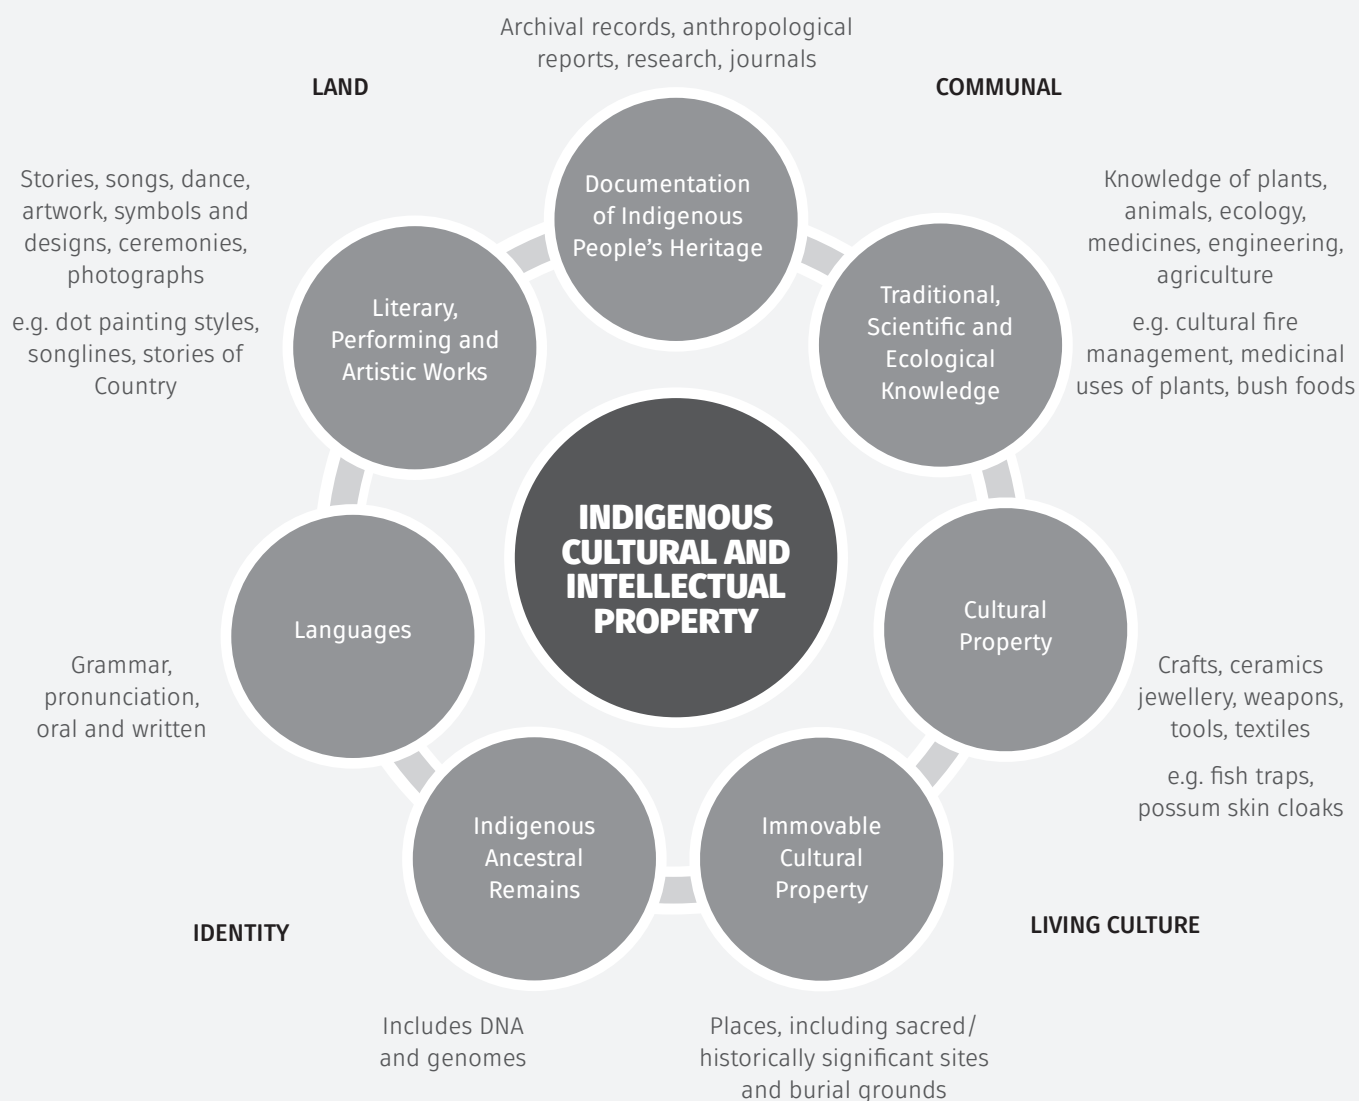 Archival records, anthropological
reports, research, journals
LAND
COMMUNAL
Documentation
of Indigenous
People’s Heritage
Stories, songs, dance,
artwork, symbols and
designs, ceremonies,
photographs
e.g. dot painting styles,
songlines, stories of
Country
Literary,
Performing and
Artistic Works
Traditional,
Scientific and
Ecological
Knowledge
Knowledge of plants,
animals, ecology,
medicines, engineering,
agriculture
e.g. cultural fire
management, medicinal
uses of plants, bush foods
INDIGENOUS
CULTURAL AND
INTELLECTUAL
PROPERTY
Languages
Grammar,
pronunciation,
oral and written
Cultural
Property
Crafts, ceramics
jewellery, weapons,
tools, textiles
e.g. fish traps,
possum skin cloaks
Indigenous
Ancestral
Remains
Immovable
Cultural
Property
IDENTITY
LIVING CULTURE
Includes DNA
and genomes
Places, including sacred/
historically significant sites
and burial grounds